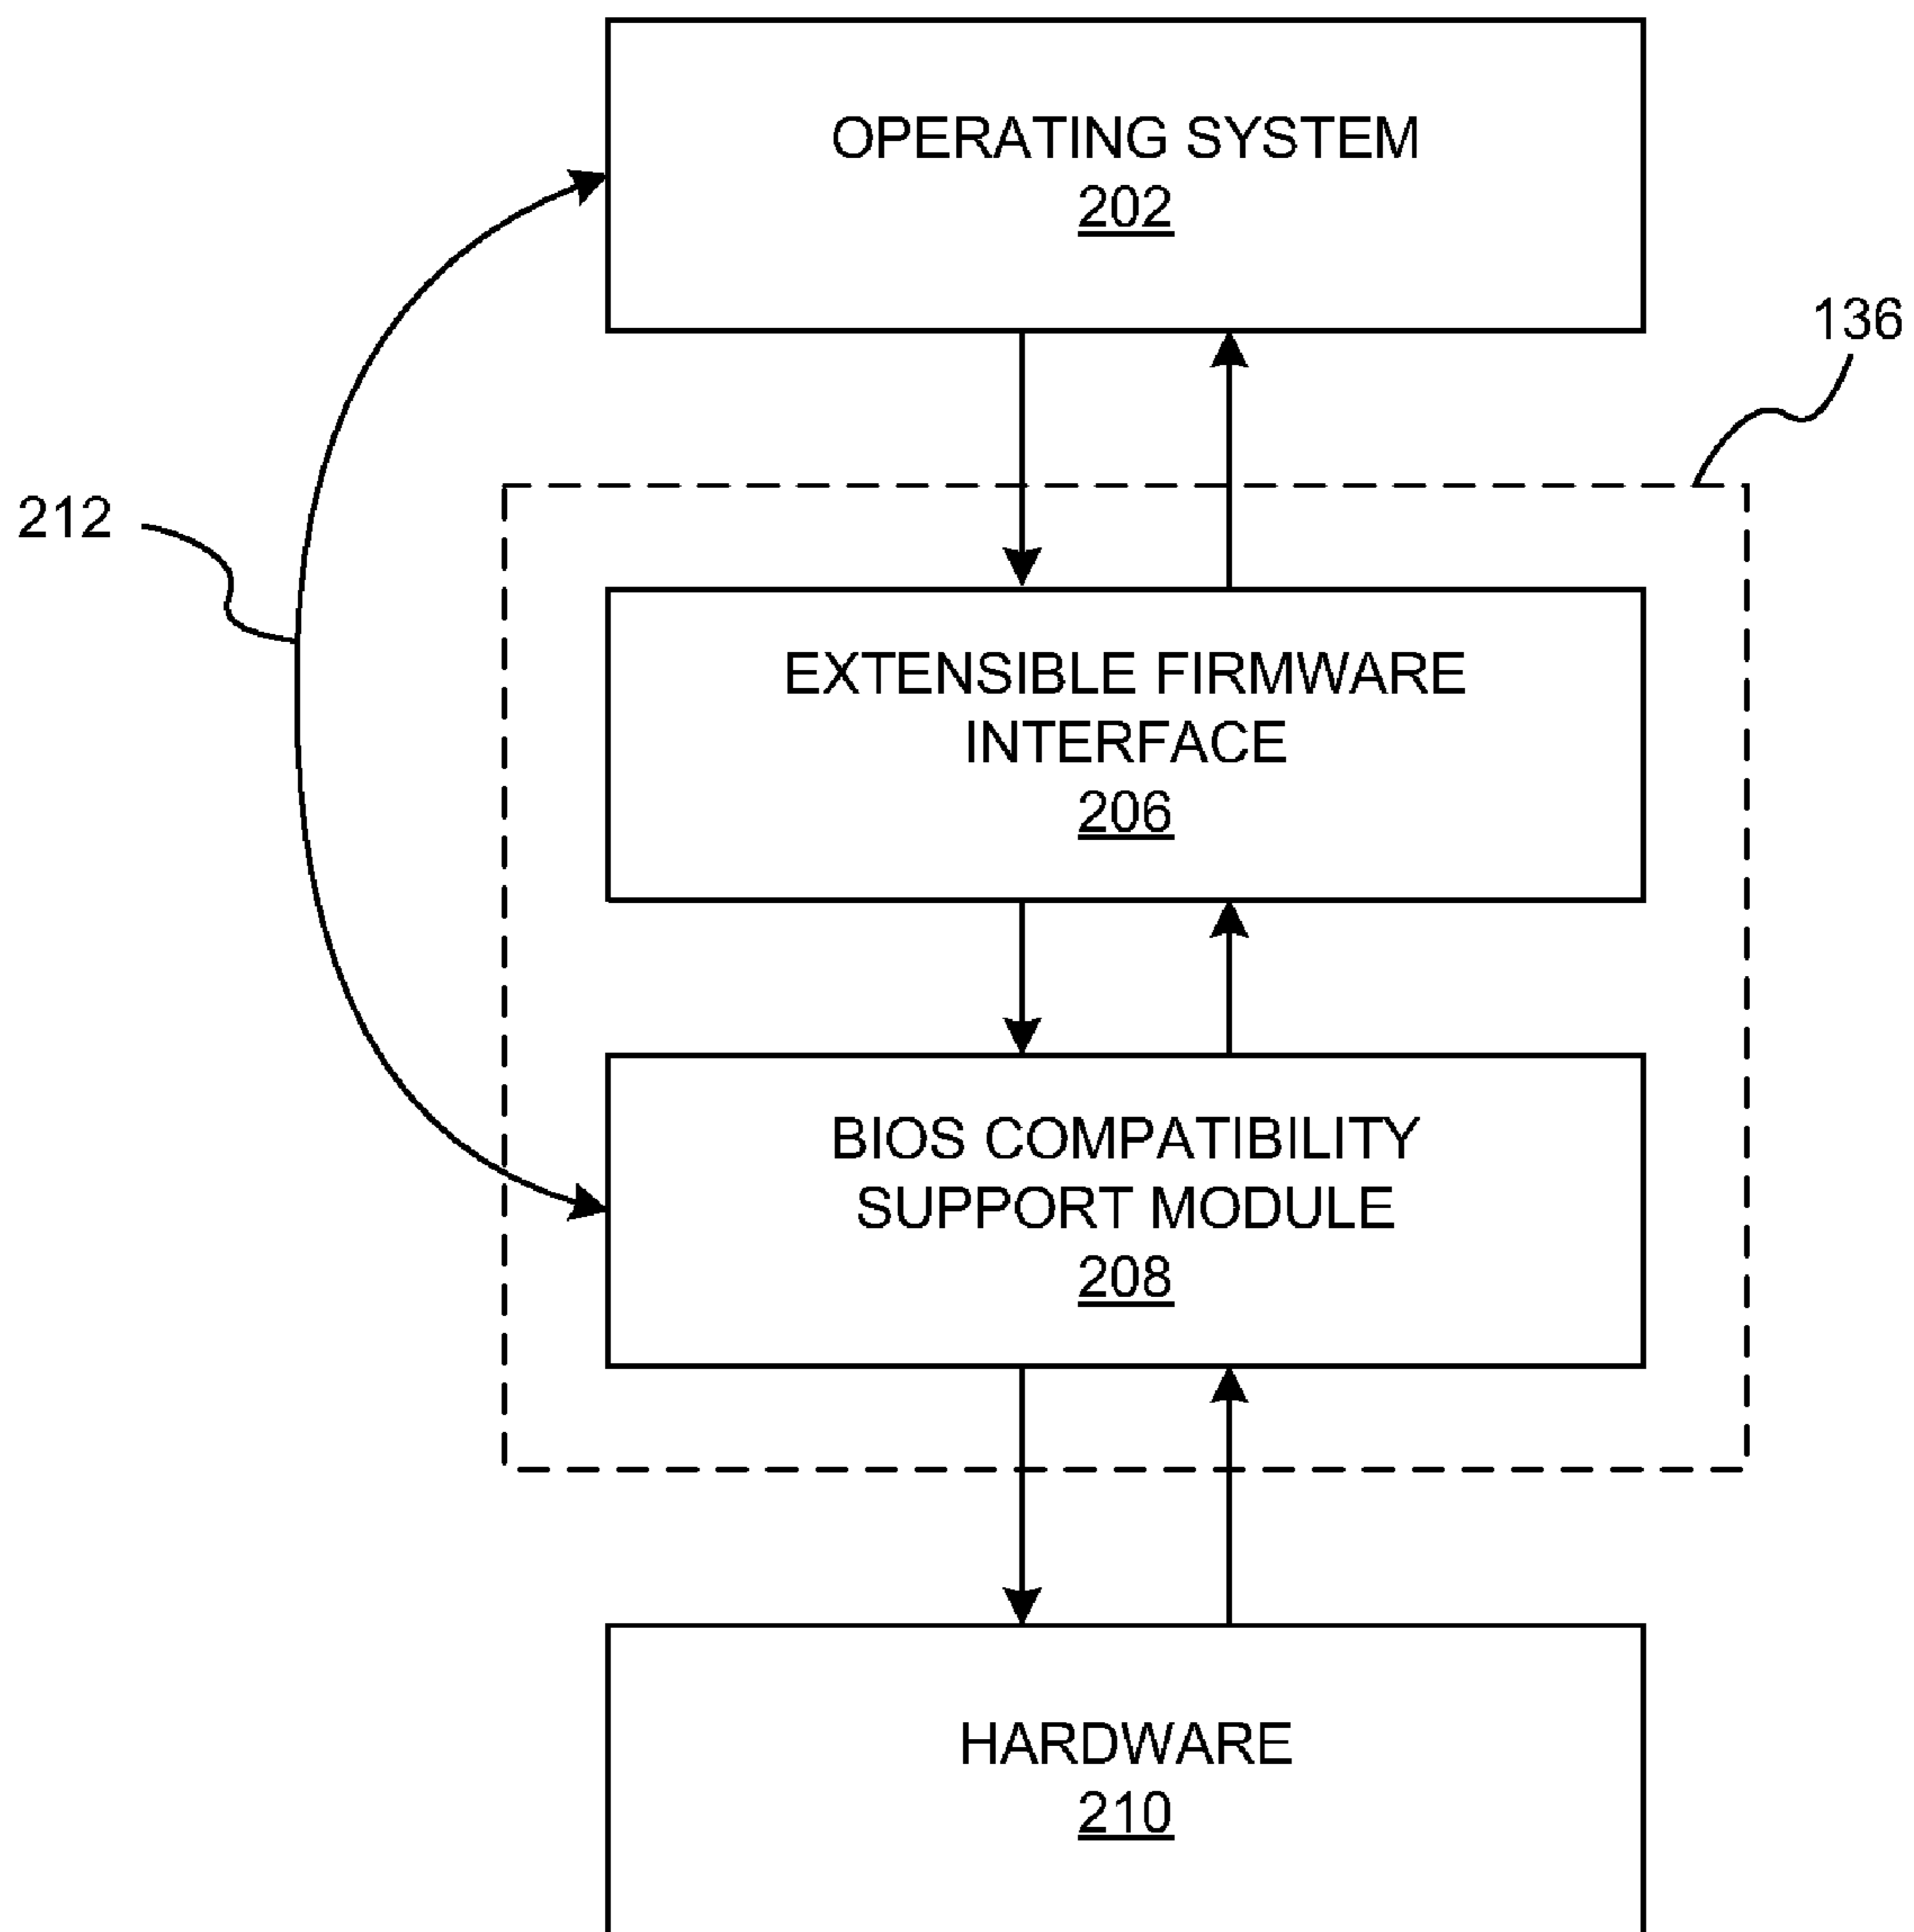 OPERATING SYSTEM
202
136
212
EXTENSIBLE FIRMWARE
INTERFACE
206
BIOS COMPATIBILITY
SUPPORT MODULE
208
HARDWARE
210